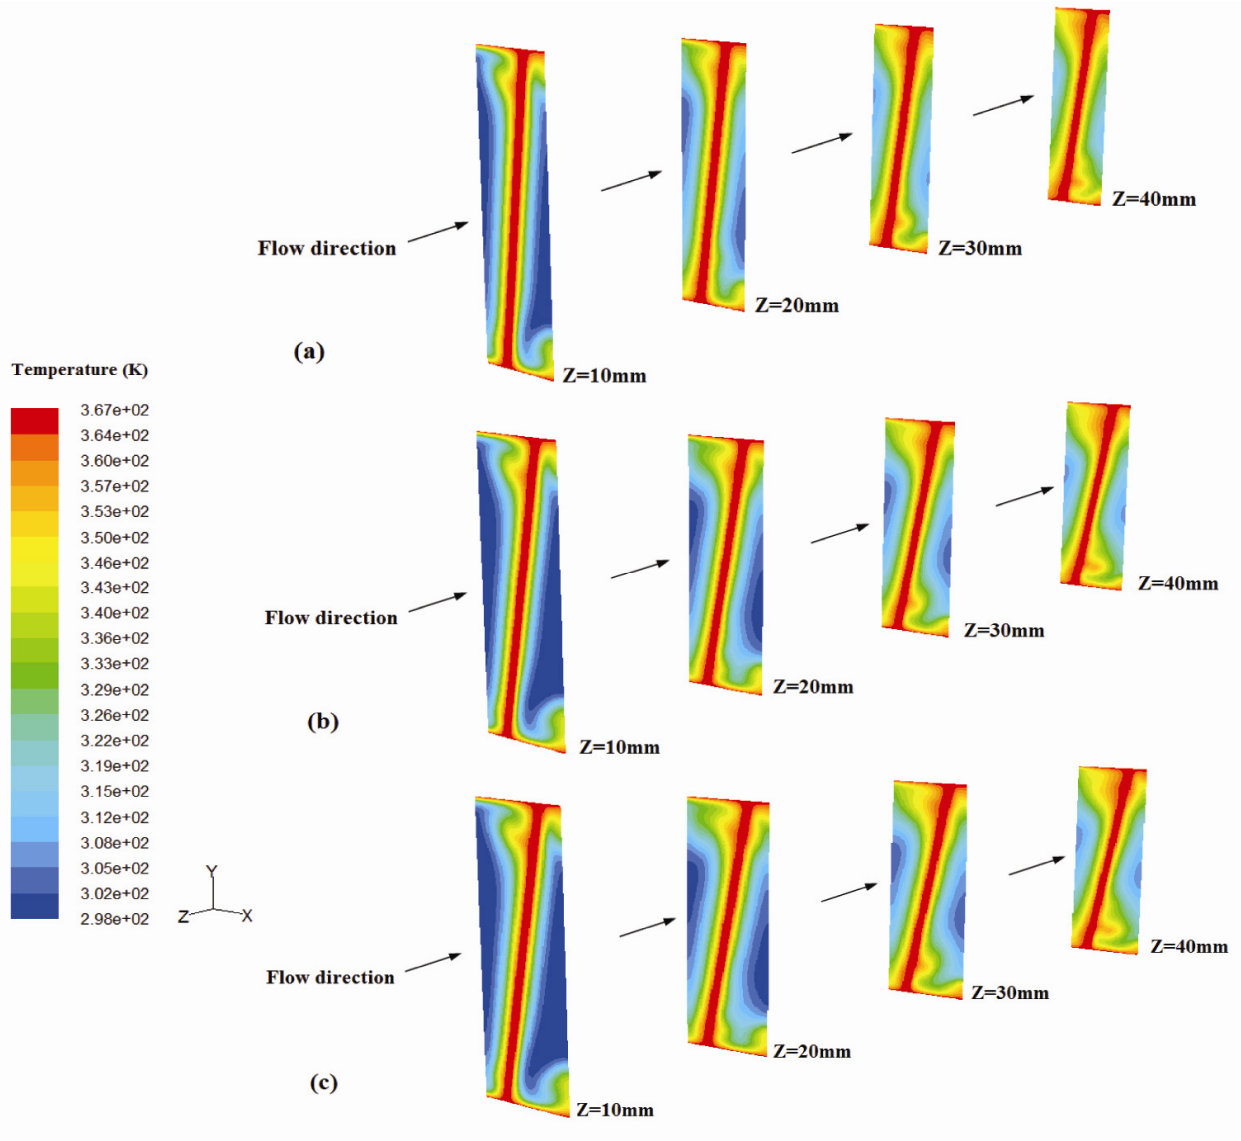 Z=40mm
Z=30mm
Flow direction
Z=20mm
(a)
Z=10mm
Temperature (K)
3.67e+02
3.64e+02
3.60e+02
3.57e+02
3.53e+02
3.50e+02
3.46e+02
3.43e+02
3.40e+02
3.36e+02
3.33e+02
3.29e+02
3.26e+02
3.22e+02
3.19e+02
3.15e+02
3.12e+02
3.08e+02
3.05e+02
3.02e+02
2.98e+02
Y
Z
X
Z=40mm
Flow direction
Z=30mm
Z=20mm
(b)
Z=10mm
Z=40mm
Flow direction
Z=30mm
Z=20mm
(c)
Z=10mm